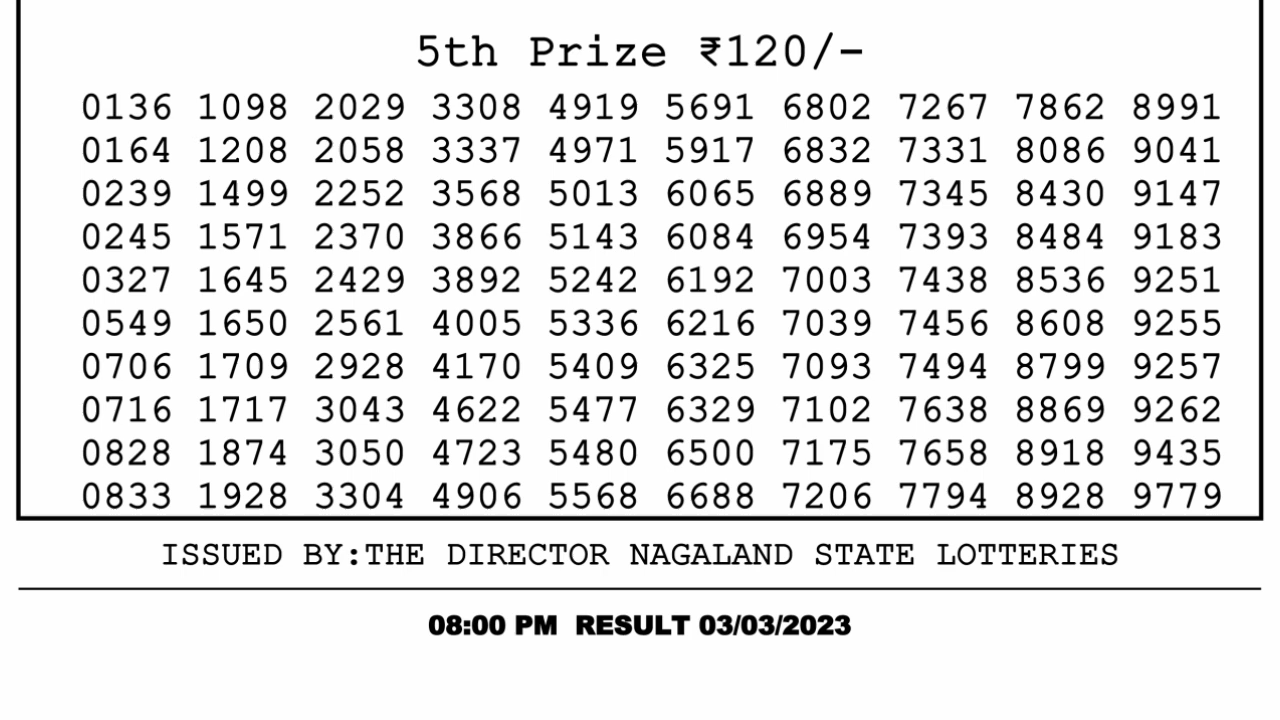 5th Prize ₹120/-
0136 1098 2029 3308 4919 5691 6802 7267 7862 8991
0164 1208 2058 3337 4971 5917 6832 7331 8086 9041
0239 1499 2252 3568 5013 6065 6889 7345 8430 9147
0245 1571 2370 3866 5143 6084 6954 7393 8484 9183
0327 1645 2429 3892 5242 6192 7003 7438 8536 9251
0549 1650 2561 4005 5336 6216 7039 7456 8608 9255
0706 1709 2928 4170 5409 6325 7093 7494 8799 9257
0716 1717 3043 4622 5477 6329 7102 7638 8869 9262
0828 1874 3050 4723 5480 6500 7175 7658 8918 9435
0833 1928 3304 4906 5568 6688 7206 7794 8928 9779
ISSUED BY:THE DIRECTOR NAGALAND STATE LOTTERIES
08:00 PM RESULT 03/03/2023